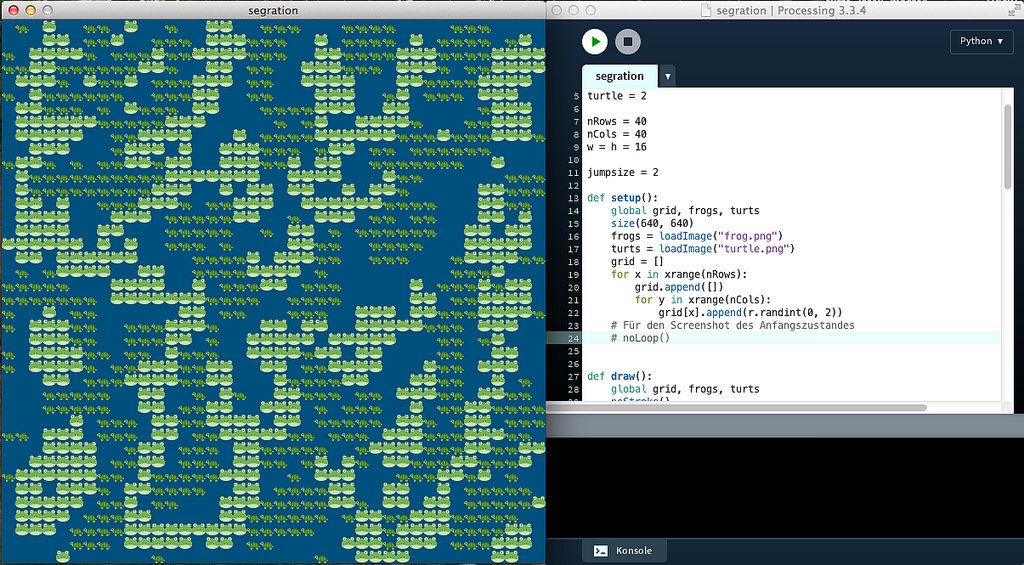 segration
segration | Processing 3.3.4
Python ▾
segration ▾
5 turtle = 2
6
7 nRows = 40
8 nCols = 40
9 w = h = 16
10
11 jumpsize = 2
12
13 def setup():
14     global grid, frogs, turts
15     size(640, 640)
16     frogs = loadImage("frog.png")
17     turts = loadImage("turtle.png")
18     grid = []
19     for x in xrange(nRows):
20         grid.append([])
21         for y in xrange(nCols):
22             grid[x].append(r.randint(0, 2))
23     # Für den Screenshot des Anfangszustandes
24     # noLoop()
25
26
27 def draw():
28     global grid, frogs, turts
noStroke()
Konsole